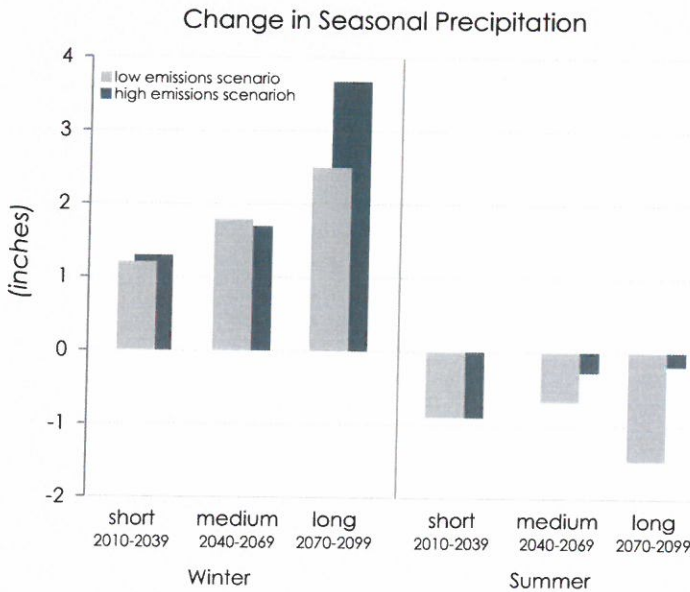 Change in Seasonal Precipitation
4
low emissions scenario
high emissions scenarioh
3
2
1
0
-1
-2
(inches)
short medium long short medium long
2010-2039 2040-2069 2070-2099 2010-2039 2040-2069 2070-2099
Winter Summer